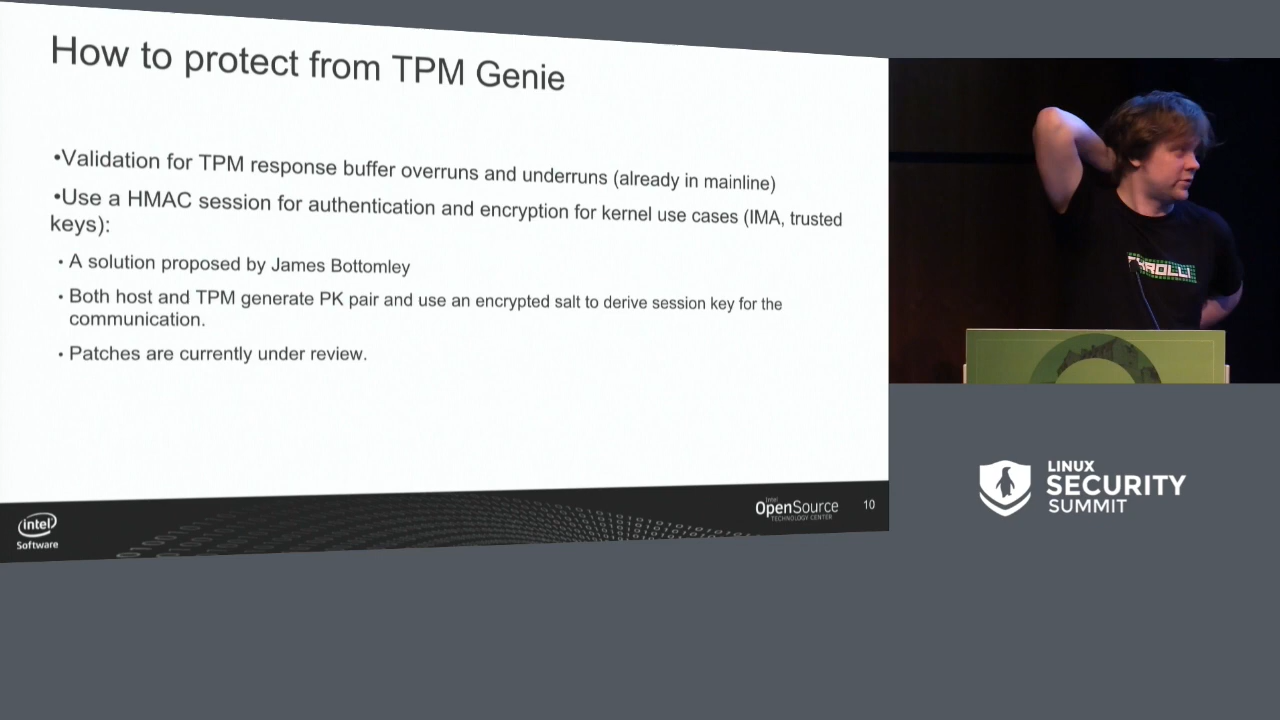 How to protect from TPM Genie
•Validation for TPM response buffer overruns and underruns (already in mainline)
•Use a HMAC session for authentication and encryption for kernel use cases (IMA, trusted
keys):
• A solution proposed by James Bottomley
• Both host and TPM generate PK pair and use an encrypted salt to derive session key for the
communication.
• Patches are currently under review.
intel
Software
Intel
OpenSource
TECHNOLOGY CENTER
10
LINUX
SECURITY
SUMMIT